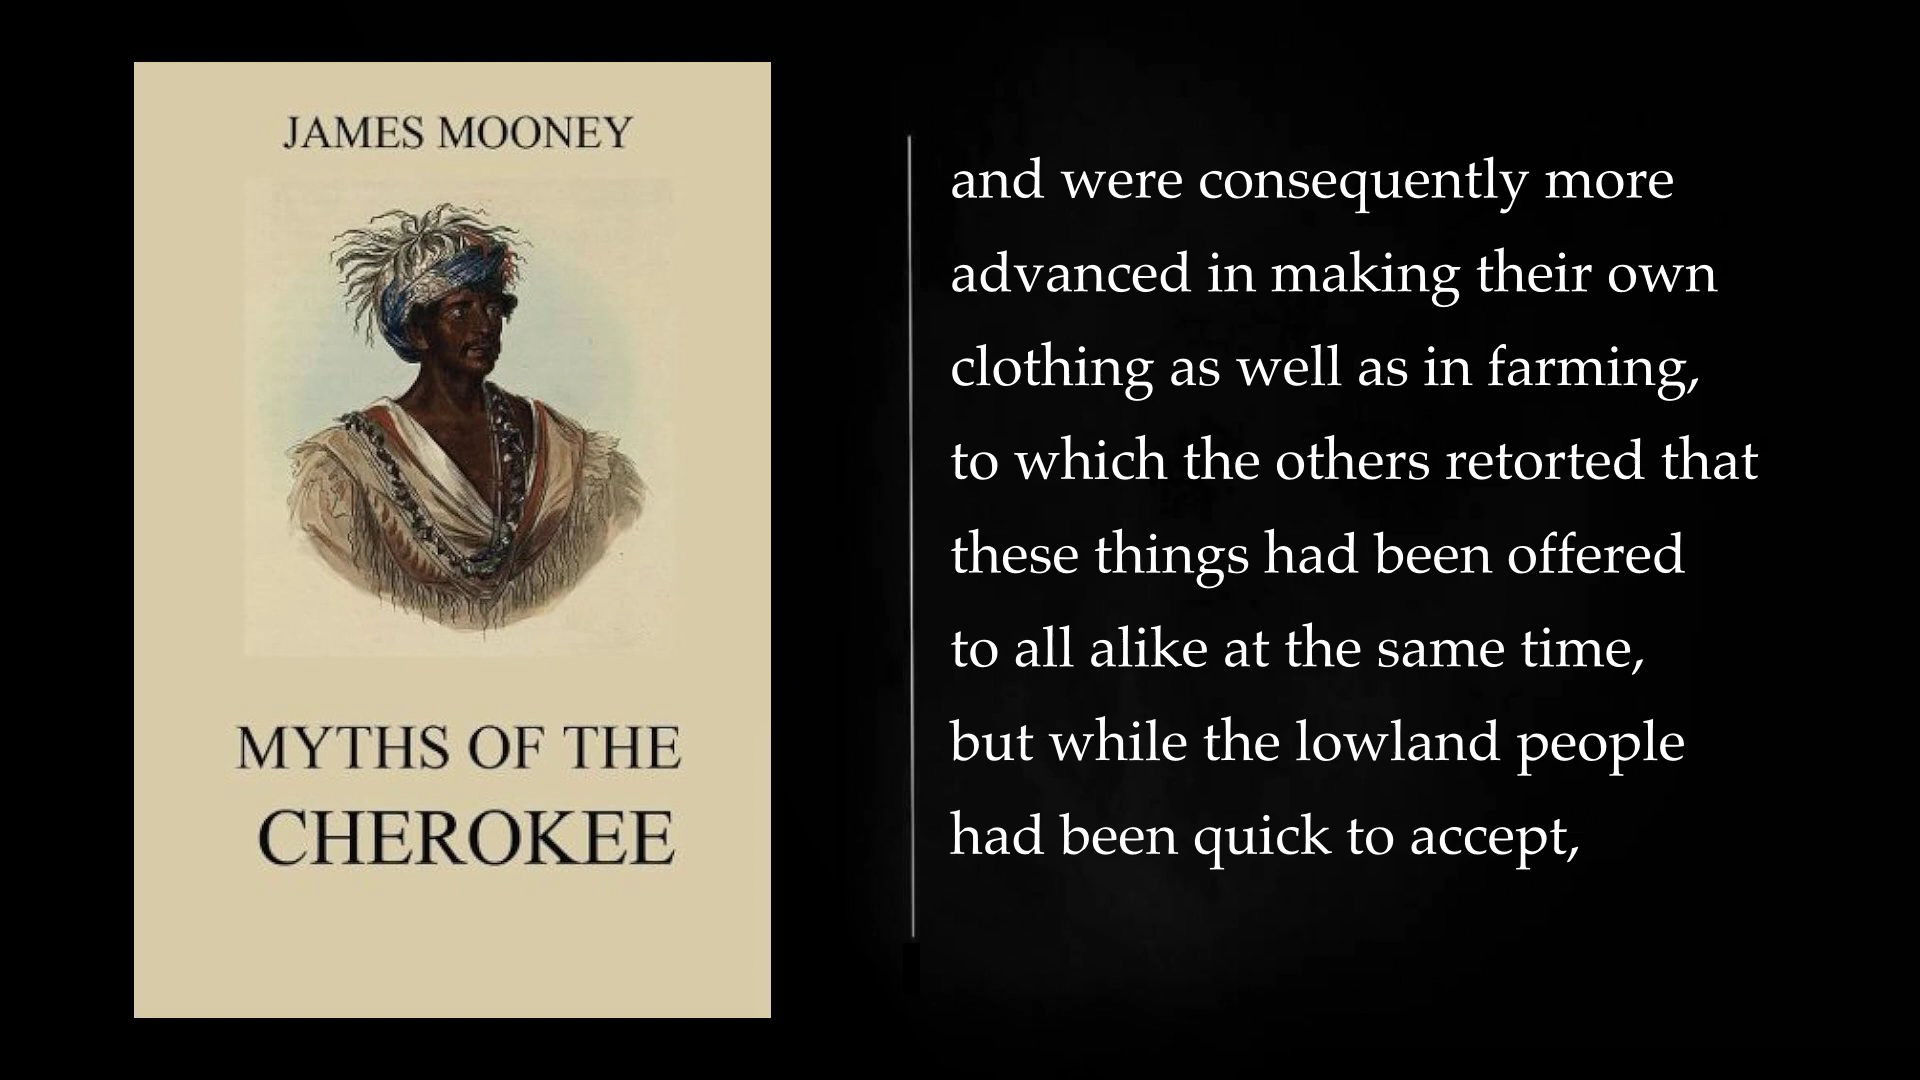 JAMES MOONEY
MYTHS OF THE
CHEROKEE
and were consequently more
advanced in making their own
clothing as well as in farming,
to which the others retorted that
these things had been offered
to all alike at the same time,
but while the lowland people
had been quick to accept,